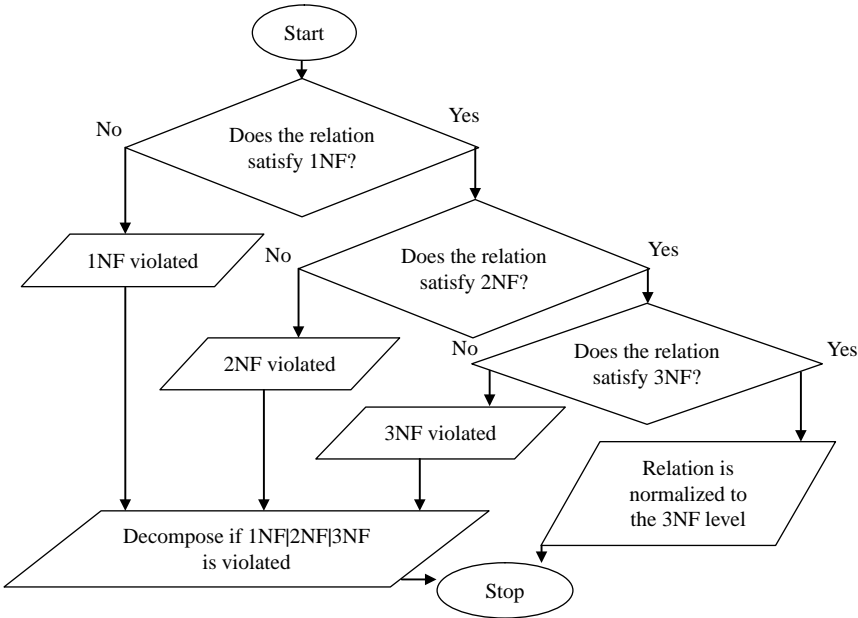 Start
No
Yes
Does the relation
satisfy 1NF?
1NF violated
No
Does the relation
satisfy 2NF?
Yes
2NF violated
No
Does the relation
satisfy 3NF?
Yes
3NF violated
Relation is
normalized to
the 3NF level
Decompose if 1NF|2NF|3NF
is violated
Stop